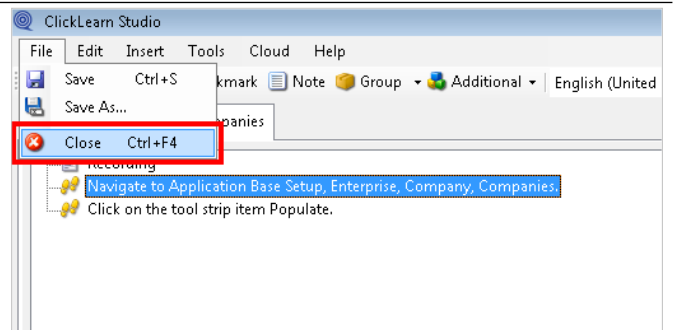 ClickLearn Studio
File Edit Insert Tools Cloud Help
Save Ctrl+S kmark Note Group Additional English (United
Save As...
panies
Close Ctrl+F4
Recording
Navigate to Application Base Setup, Enterprise, Company, Companies.
Click on the tool strip item Populate.